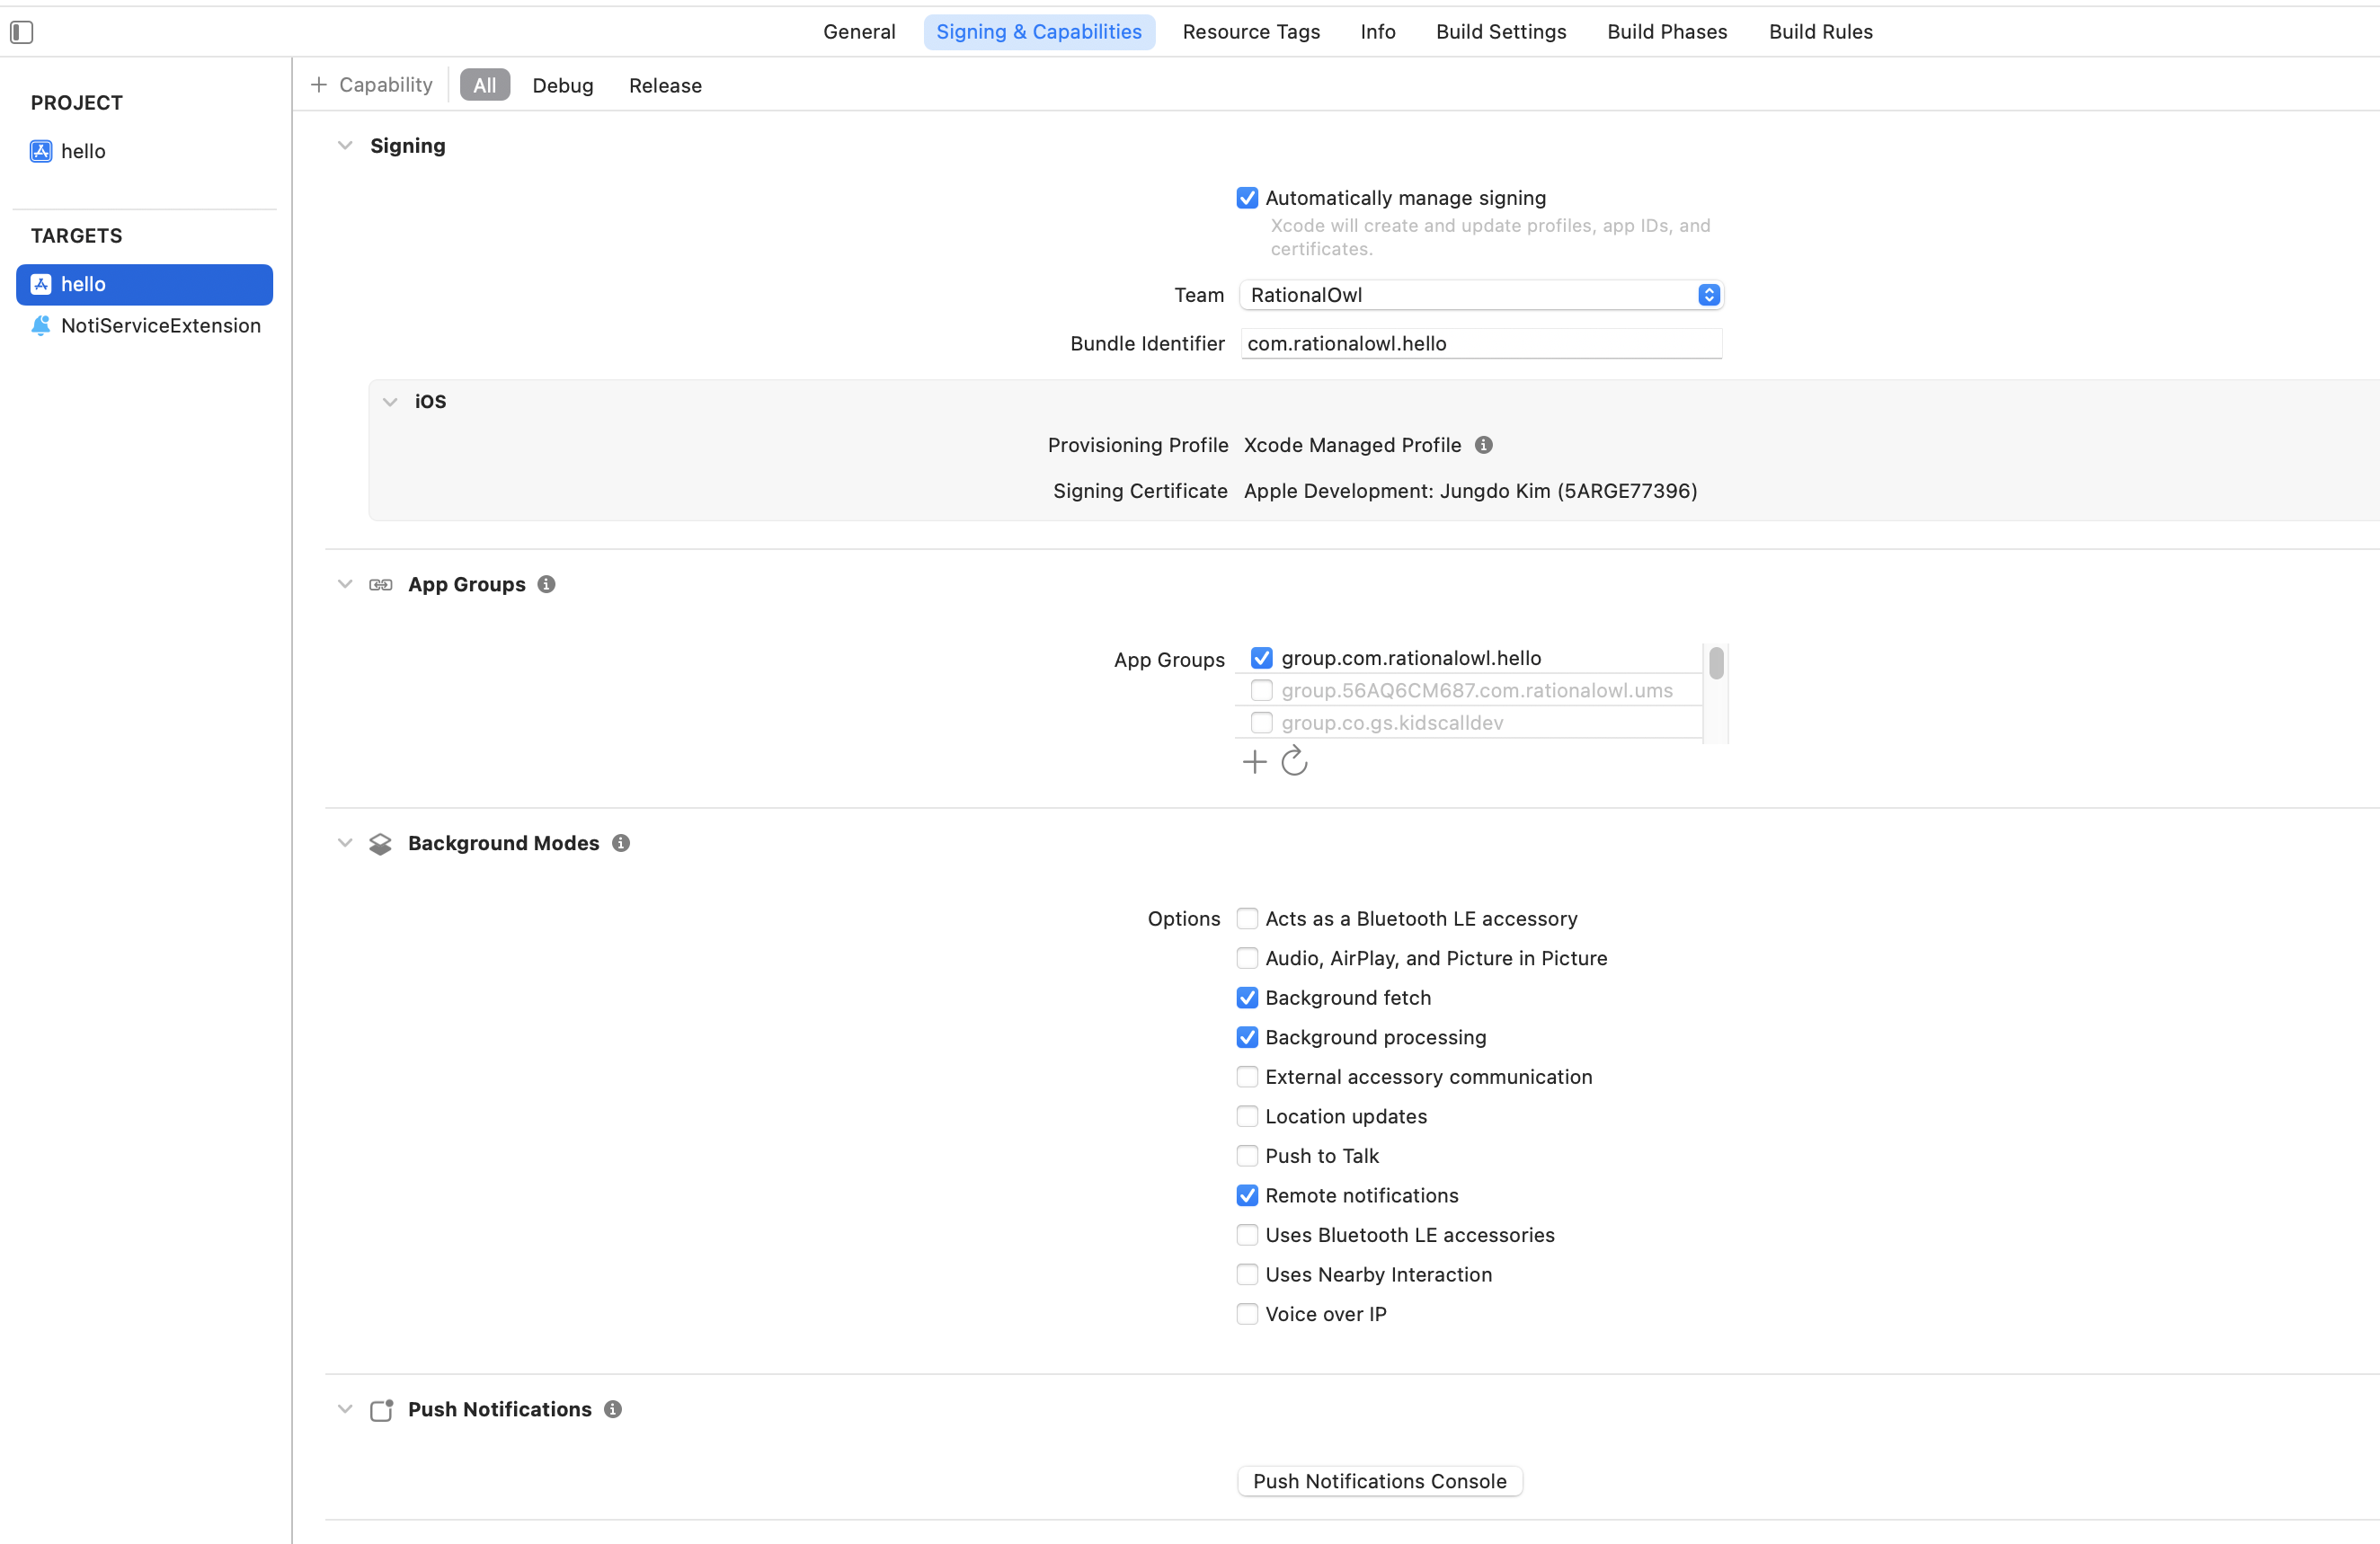 General Signing & Capabilities Resource Tags Info Build Settings Build Phases Build Rules
PROJECT
hello
TARGETS
hello
NotiServiceExtension
+ Capability All Debug Release
Signing
Automatically manage signing
Xcode will create and update profiles, app IDs, and
certificates.
Team RationalOwl
Bundle Identifier com.rationalowl.hello
iOS
Provisioning Profile Xcode Managed Profile
Signing Certificate Apple Development: Jungdo Kim (5ARGE77396)
App Groups
App Groups group.com.rationalowl.hello
group.56AQ6CM687.com.rationalowl.ums
group.co.gs.kidscalldev
Background Modes
Options Acts as a Bluetooth LE accessory
Audio, AirPlay, and Picture in Picture
Background fetch
Background processing
External accessory communication
Location updates
Push to Talk
Remote notifications
Uses Bluetooth LE accessories
Uses Nearby Interaction
Voice over IP
Push Notifications
Push Notifications Console